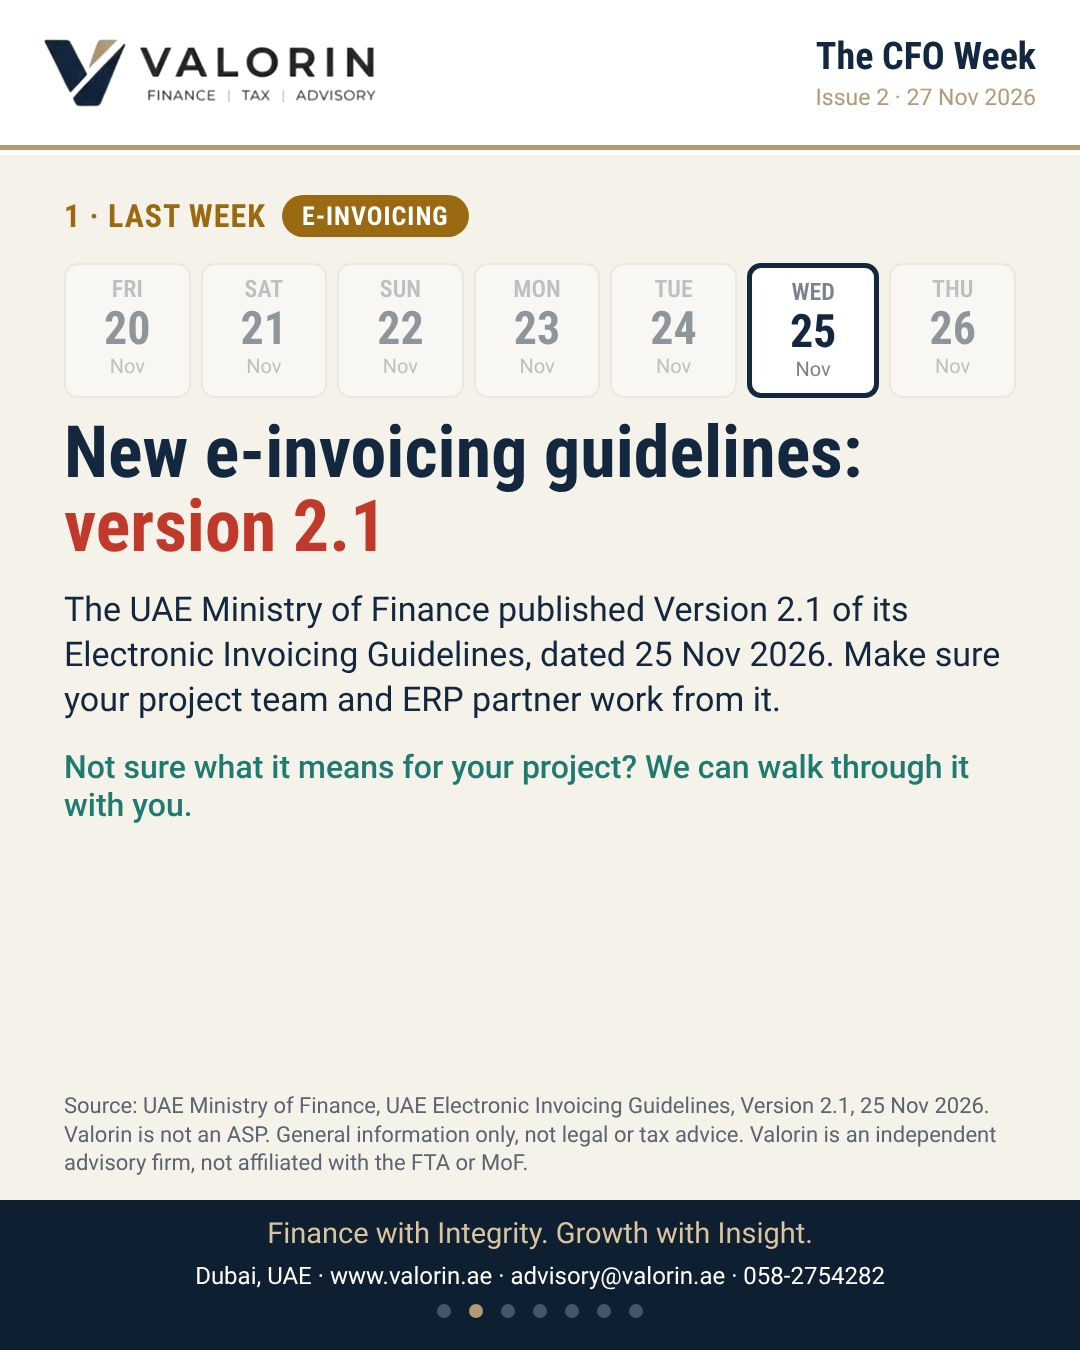 VALORIN
FINANCE | TAX | ADVISORY
The CFO Week
Issue 2 · 27 Nov 2026
1 · LAST WEEK E-INVOICING
FRI SAT SUN MON TUE WED THU
20 21 22 23 24 25 26
Nov Nov Nov Nov Nov Nov Nov
New e-invoicing guidelines:
version 2.1
The UAE Ministry of Finance published Version 2.1 of its
Electronic Invoicing Guidelines, dated 25 Nov 2026. Make sure
your project team and ERP partner work from it.
Not sure what it means for your project? We can walk through it
with you.
Source: UAE Ministry of Finance, UAE Electronic Invoicing Guidelines, Version 2.1, 25 Nov 2026.
Valorin is not an ASP. General information only, not legal or tax advice. Valorin is an independent
advisory firm, not affiliated with the FTA or MoF.
Finance with Integrity. Growth with Insight.
Dubai, UAE · www.valorin.ae · advisory@valorin.ae · 058-2754282